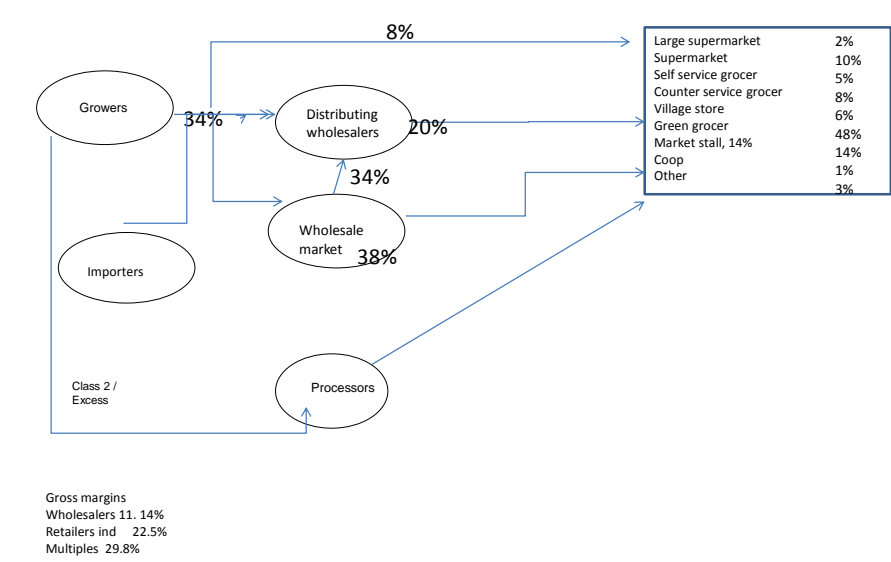 8%
Large supermarket 2%
Supermarket 10%
Self service grocer 5%
Counter service grocer 8%
Village store 6%
Green grocer 48%
Market stall, 14% 14%
Coop 1%
Other 3%
Growers
34%
Distributing
wholesalers
20%
34%
Wholesale
market 38%
Importers
Processors
Class 2 /
Excess
Gross margins
Wholesalers 11. 14%
Retailers ind 22.5%
Multiples 29.8%